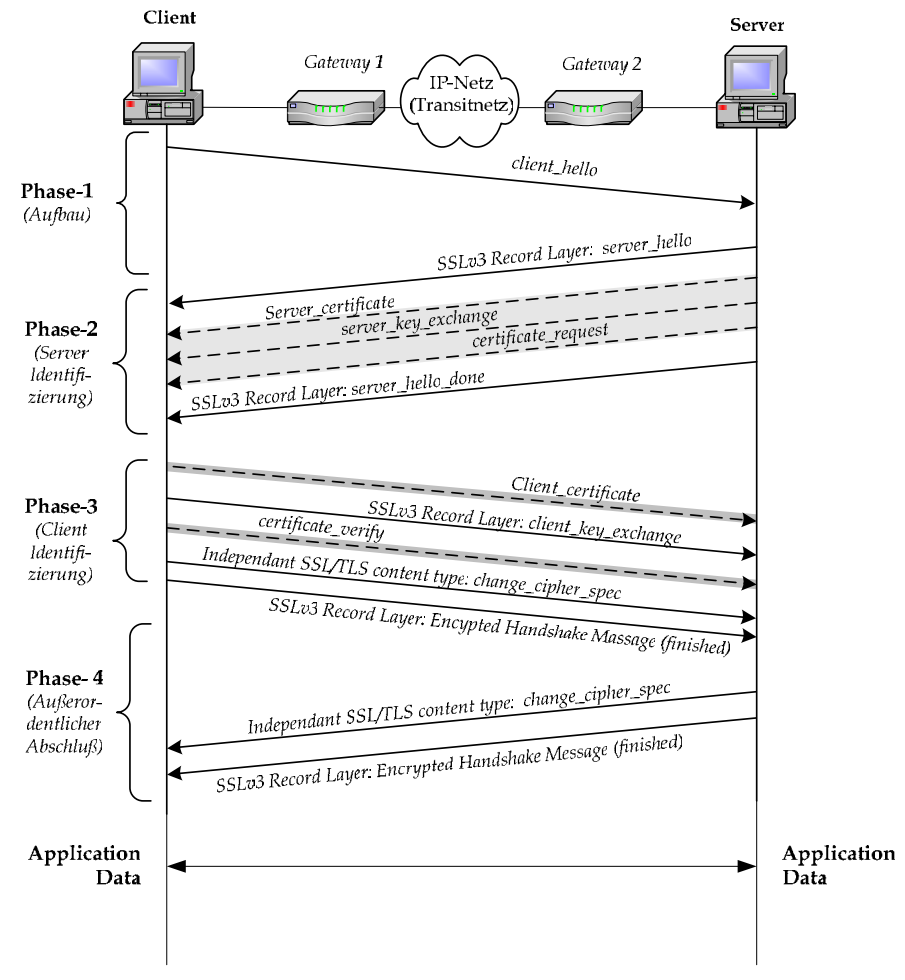 Client
Server
Gateway 1
IP-Netz
(Transitnetz)
Gateway 2
client_hello
Phase-1
(Aufbau)
SSLv3 Record Layer: server_hello
Phase-2
(Server
Identifi-
zierung)
Server_certificate
server_key_exchange
certificate_request
SSLv3 Record Layer: server_hello_done
Phase-3
(Client
Identifi-
zierung)
Client_certificate
SSLv3 Record Layer: client_key_exchange
certificate_verify
Independant SSL/TLS content type: change_cipher_spec
SSLv3 Record Layer: Encypted Handshake Massage (finished)
Phase- 4
(Außeror-
dentlicher
Abschluß)
Independant SSL/TLS content type: change_cipher_spec
SSLv3 Record Layer: Encrypted Handshake Message (finished)
Application
Data
Application
Data